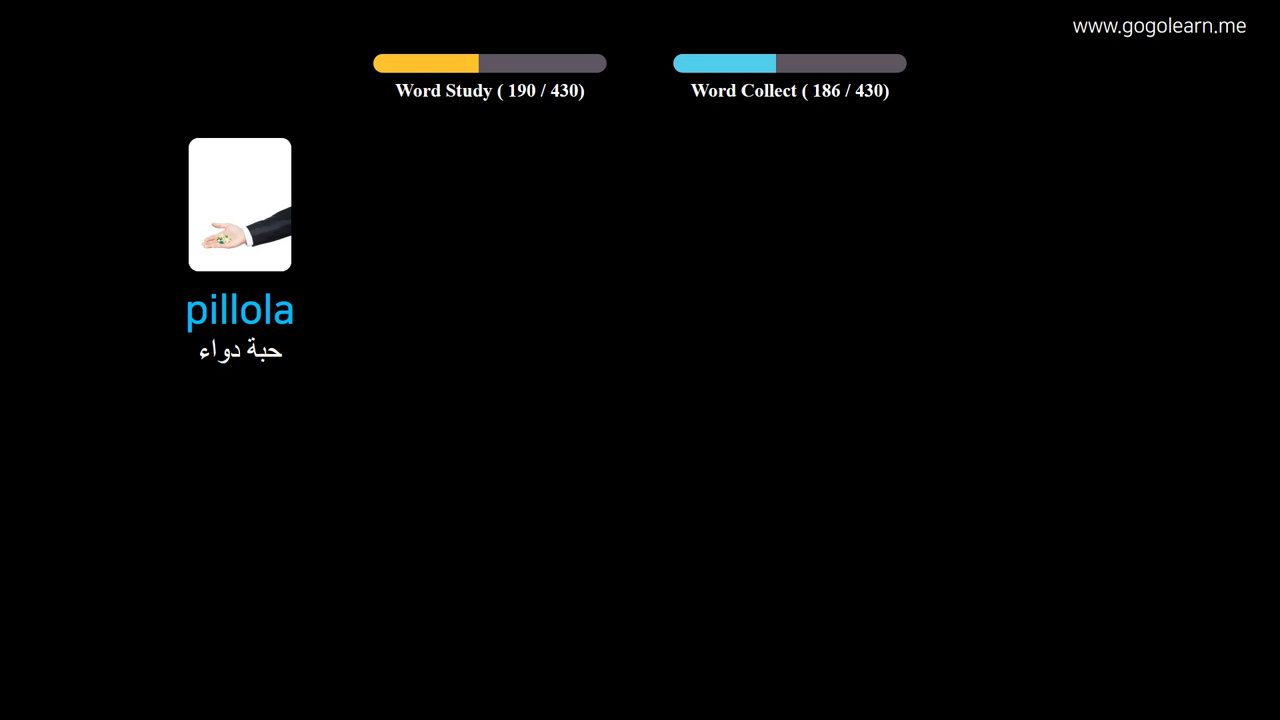 www.gogolearn.me
Word Study ( 190 / 430)
Word Collect ( 186 / 430)
pillola
حبة دواء